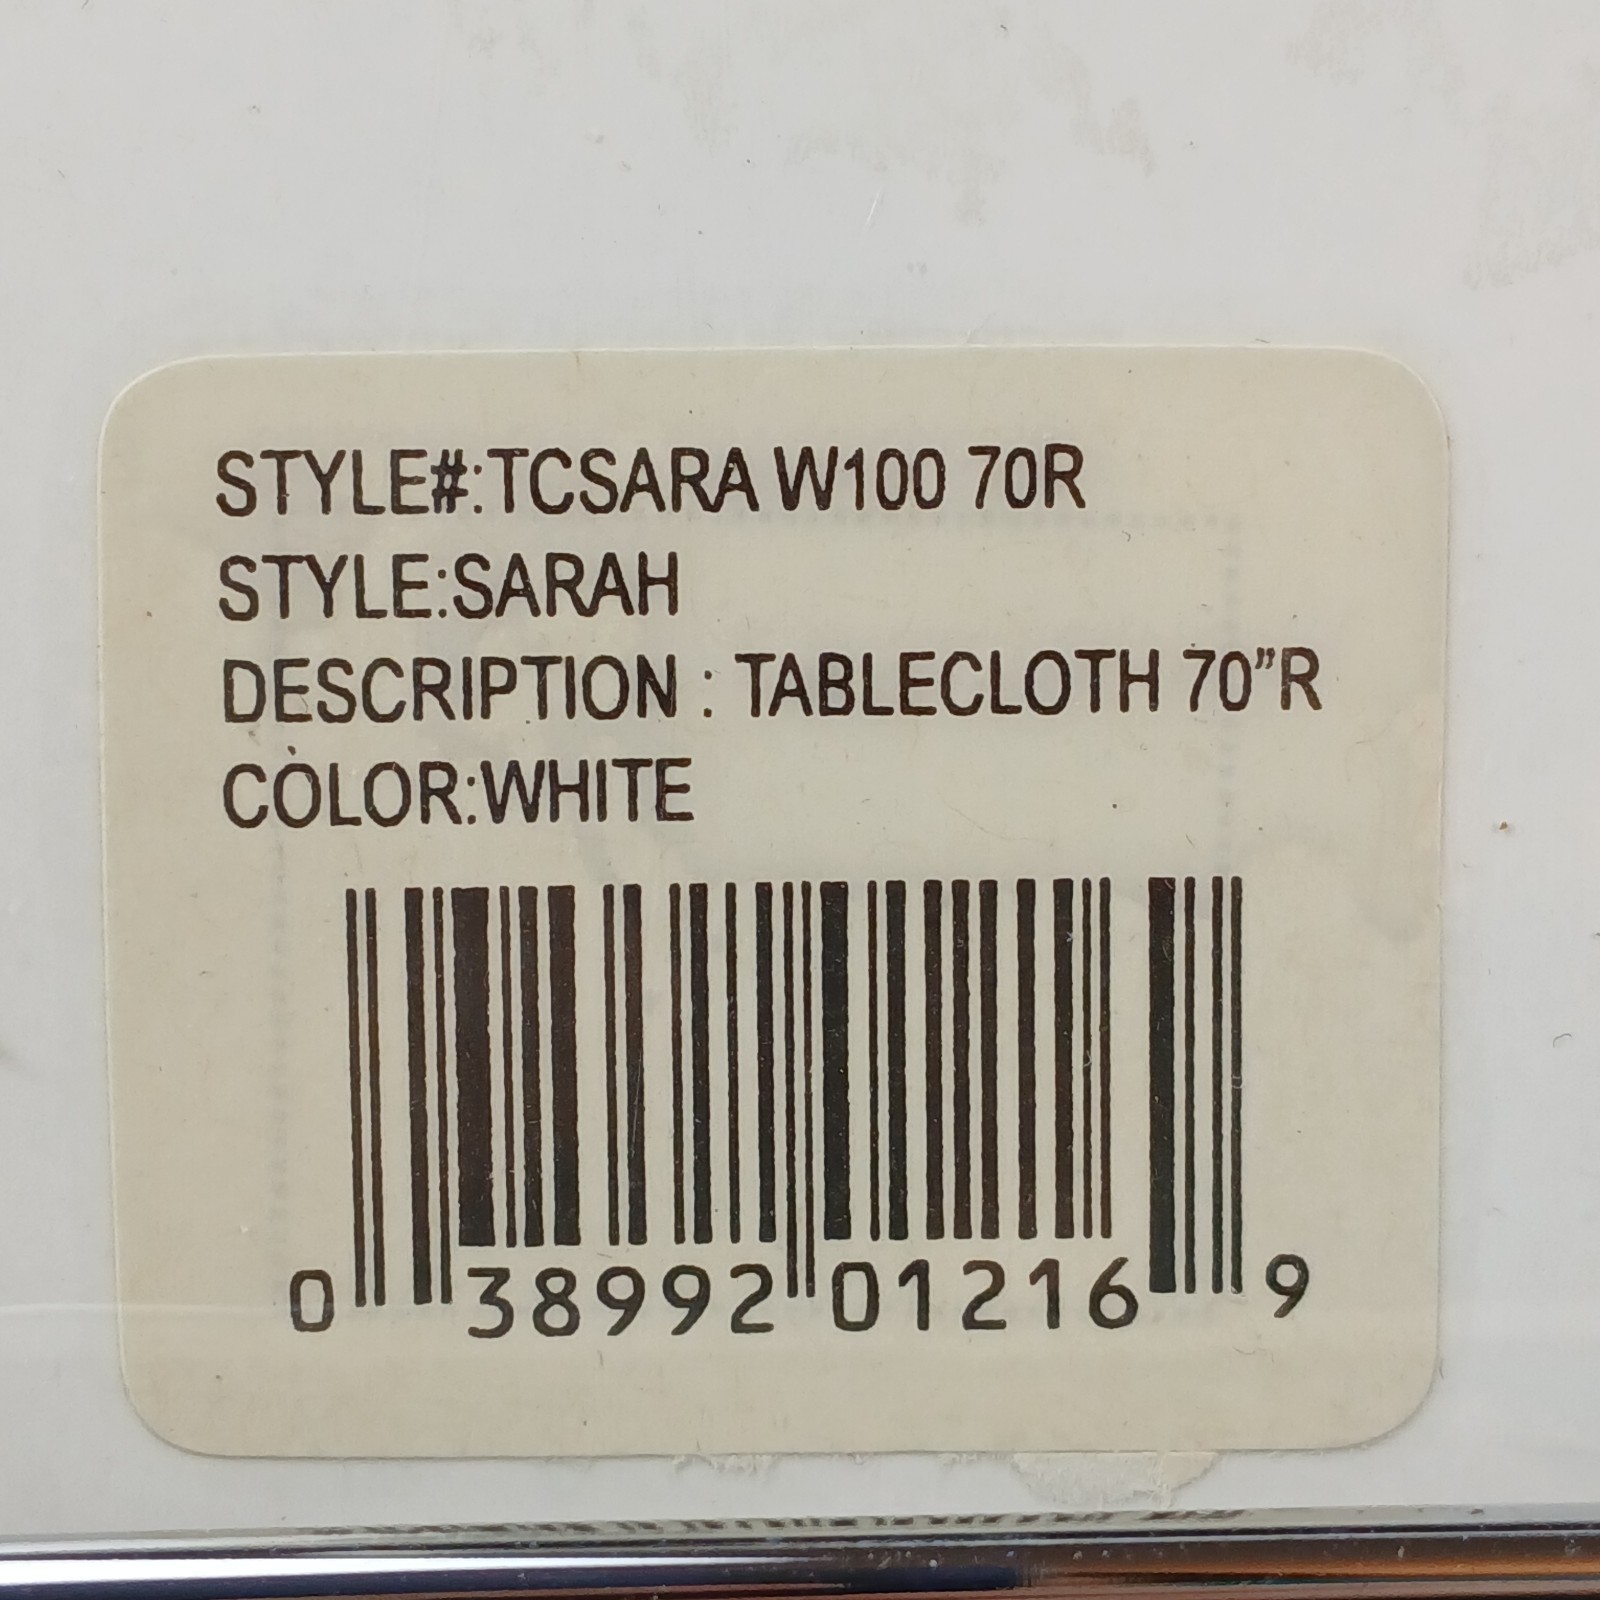 STYLE#:TCSARA W100 70R
STYLE:SARAH
DESCRIPTION : TABLECLOTH 70”R
COLOR:WHITE
0 38992 01216 9